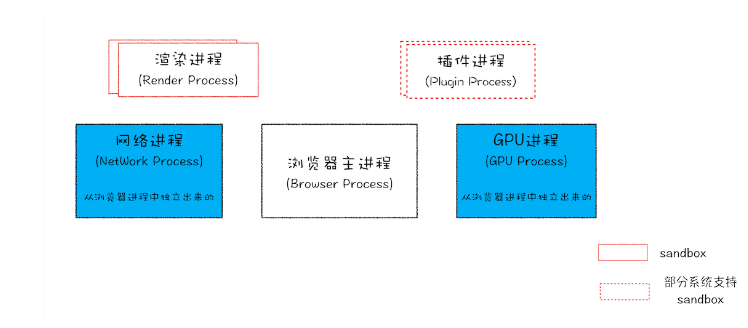 渲染进程
(Render Process)
插件进程
(Plugin Process)
网络进程
(NetWork Process)
从浏览器进程中独立出来的
浏览器主进程
(Browser Process)
GPU进程
(GPU Process)
从浏览器进程中独立出来的
sandbox
部分系统支持
sandbox